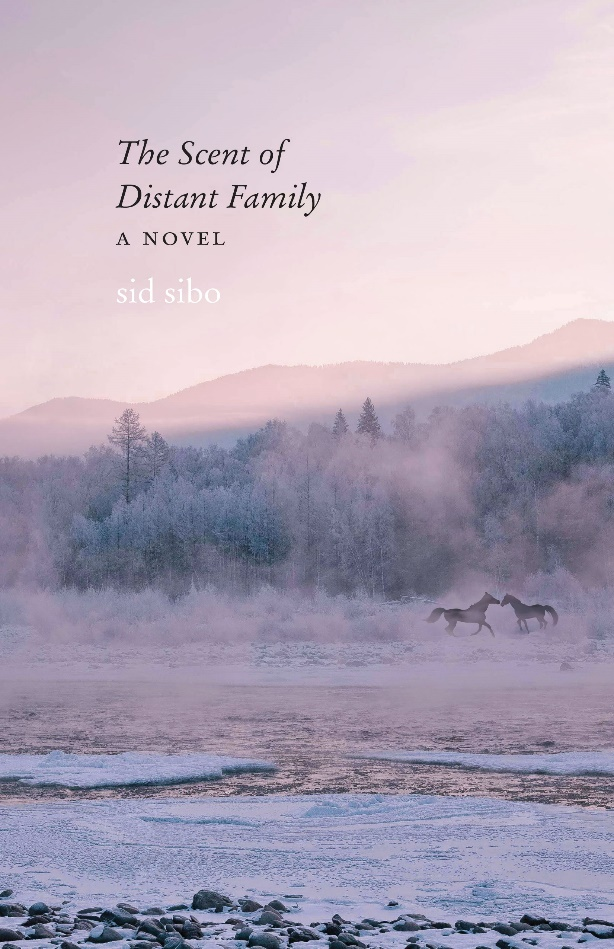 The Scent of
Distant Family
A NOVEL
sid sibo